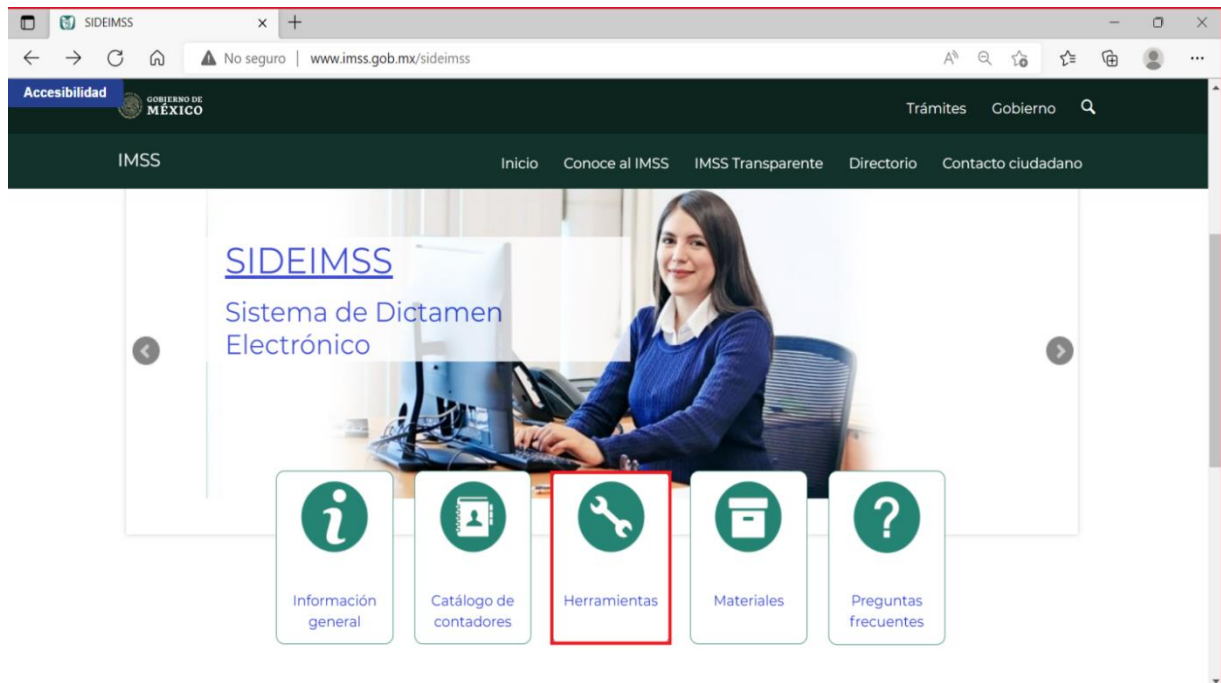 SIDEIMSS
No seguro | www.imss.gob.mx/sideimss
Accesibilidad
GOBIERNO DE
MÉXICO
Trámites Gobierno
IMSS
Inicio Conoce al IMSS IMSS Transparente Directorio Contacto ciudadano
SIDEIMSS
Sistema de Dictamen
Electrónico
Información
general
Catálogo de
contadores
Herramientas
Materiales
Preguntas
frecuentes